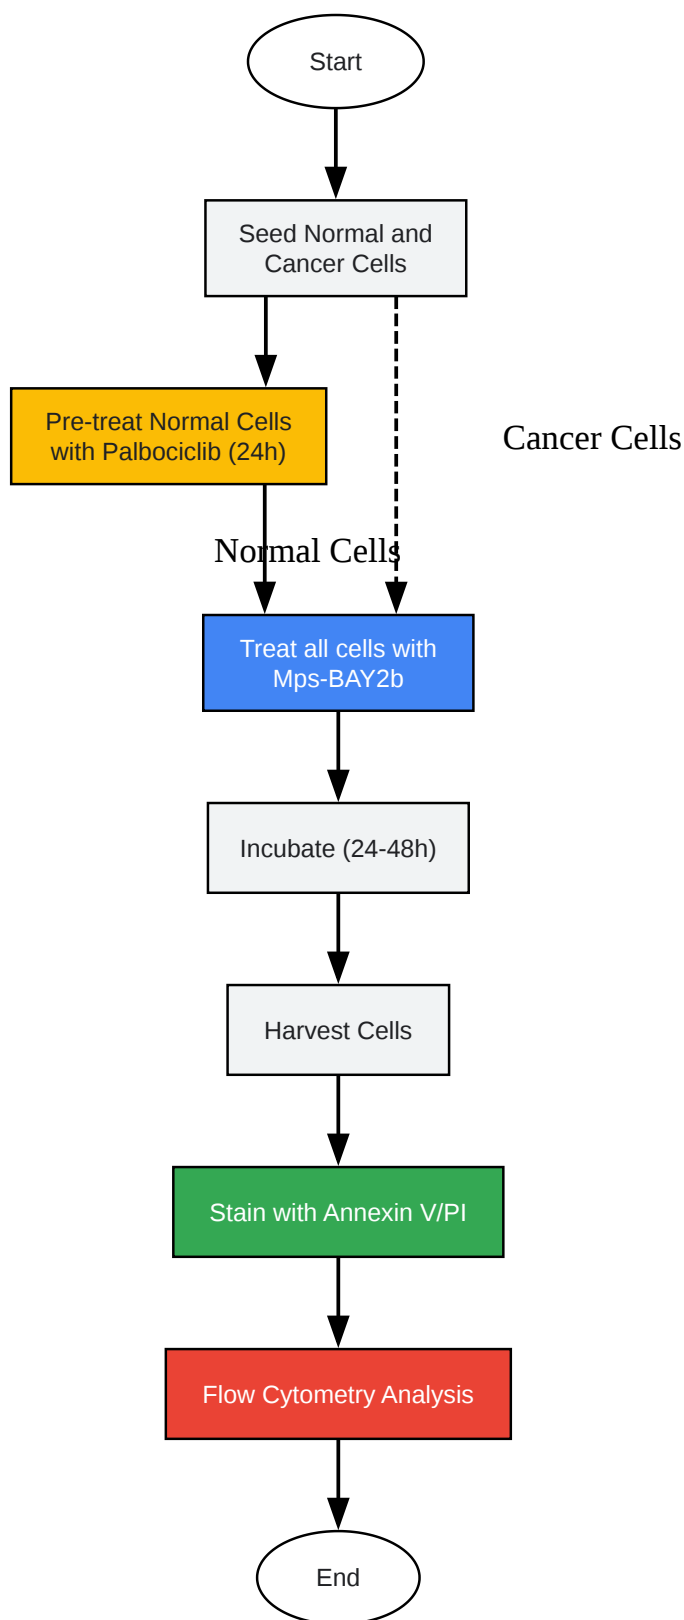 Start
Seed Normal and
Cancer Cells
Pre-treat Normal Cells
with Palbociclib (24h)
Cancer Cells
Normal Cells
Treat all cells with
Mps-BAY2b
Incubate (24-48h)
Harvest Cells
Stain with Annexin V/PI
Flow Cytometry Analysis
End